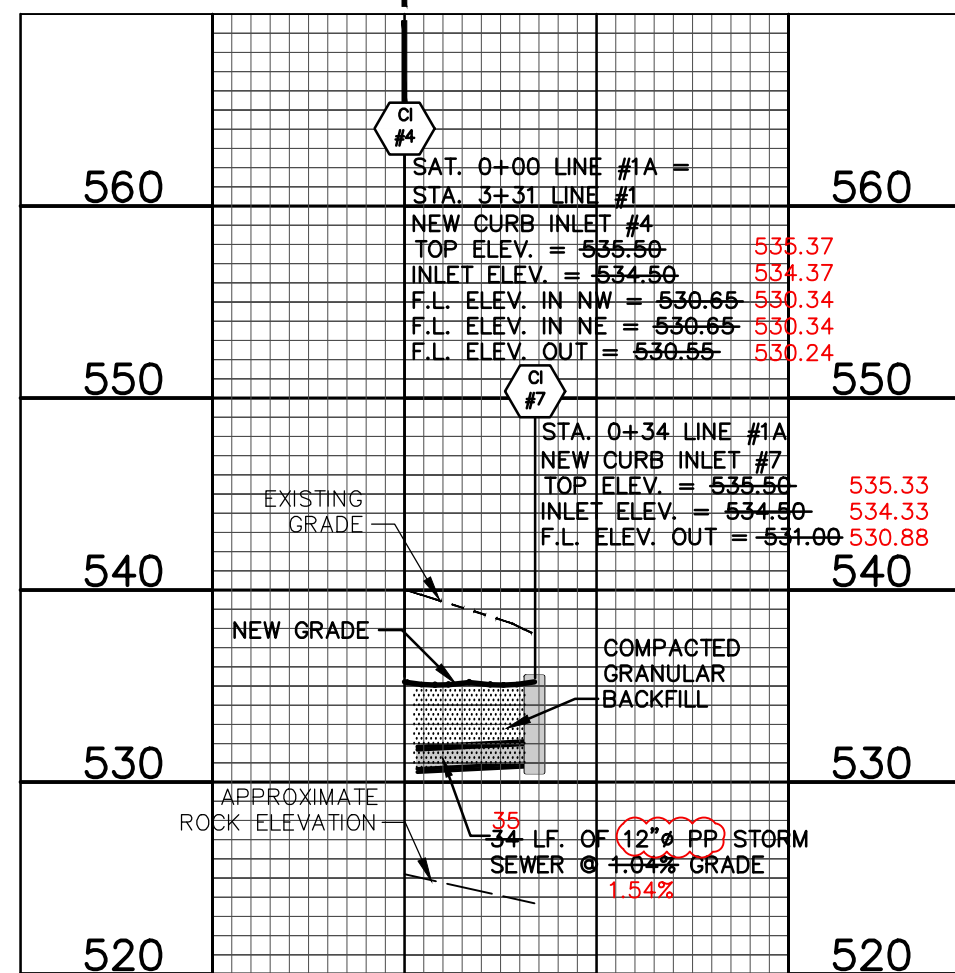 CI
#4
SAT. 0+00 LINE #1A =
560 STA. 3+31 LINE #1 560
NEW CURB INLET #4
TOP ELEV. = 535.50 535.37
INLET ELEV. = 534.50 534.37
F.L. ELEV. IN NW = 530.65 530.34
F.L. ELEV. IN NE = 530.65 530.34
F.L. ELEV. OUT = 530.55 530.24
550 550
CI
#7
STA. 0+34 LINE #1A
NEW CURB INLET #7
TOP ELEV. = 535.50 535.33
INLET ELEV. = 534.50 534.33
F.L. ELEV. OUT = 531.00 530.88
EXISTING
GRADE
540 540
NEW GRADE
COMPACTED
GRANULAR
BACKFILL
530 530
APPROXIMATE
ROCK ELEVATION
35
34 LF. OF 12"ø PP STORM
SEWER @ 1.04% GRADE
1.54%
520 520